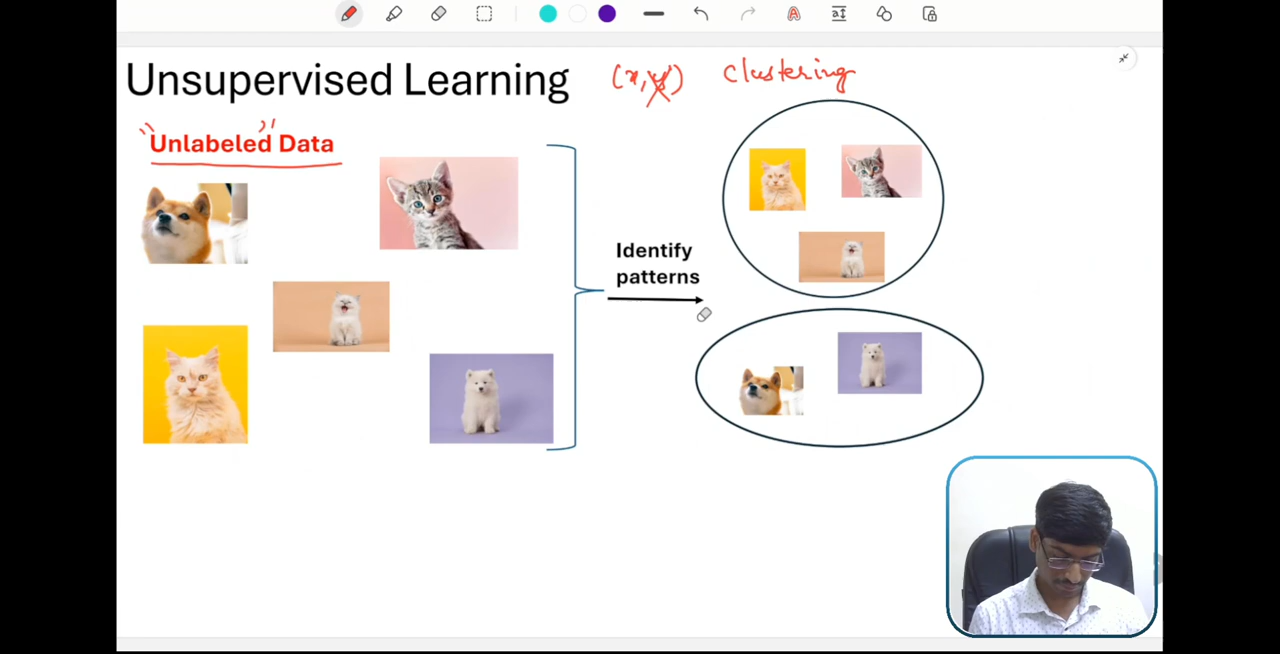 Unsupervised Learning (x, y) clustering
"Unlabeled" Data
Identify
patterns